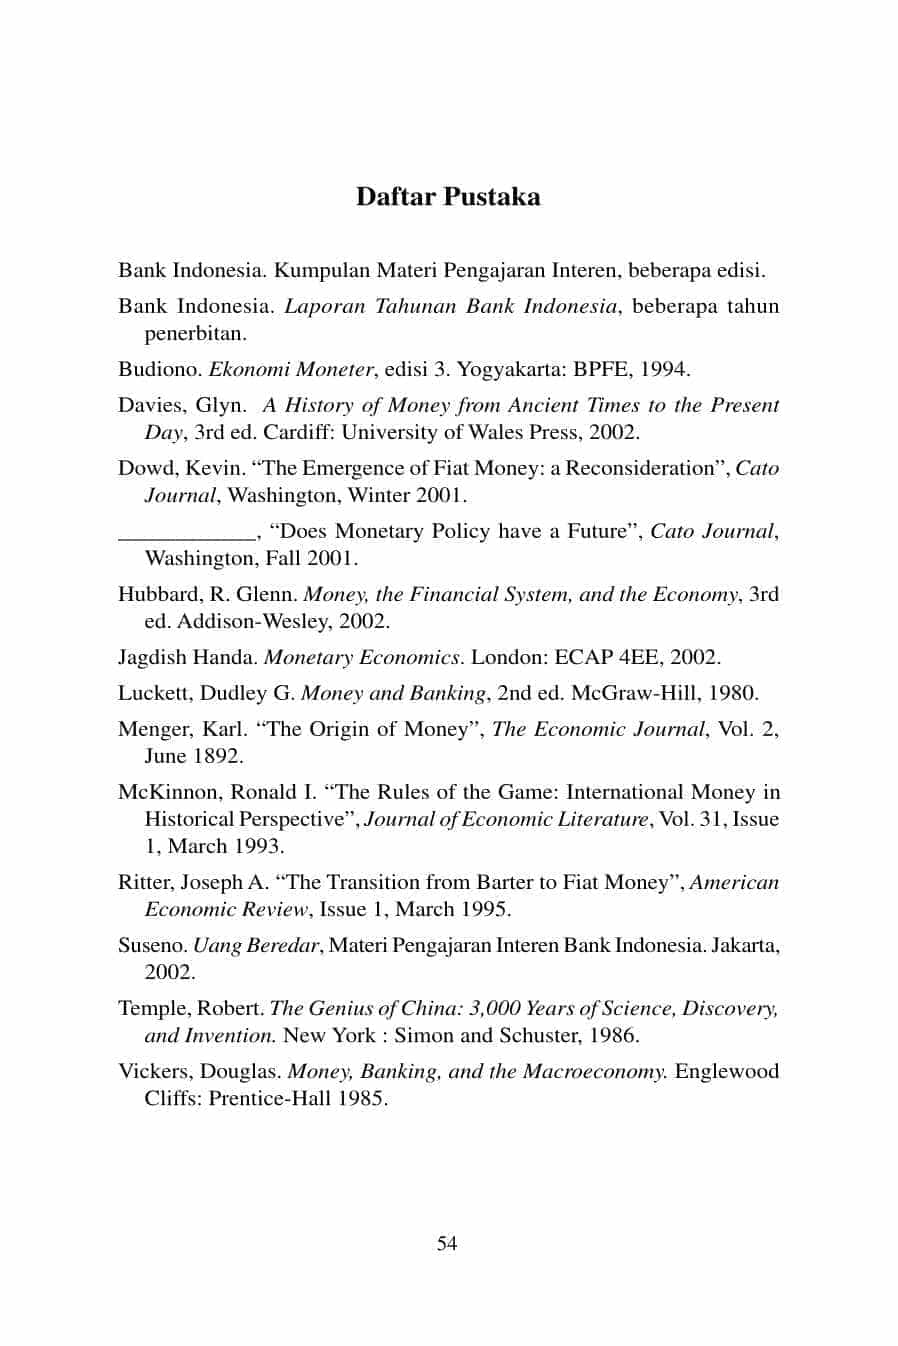 Daftar Pustaka
Bank Indonesia. Kumpulan Materi Pengajaran Interen, beberapa edisi.
Bank Indonesia. Laporan Tahunan Bank Indonesia, beberapa tahun
penerbitan.
Budiono. Ekonomi Moneter, edisi 3. Yogyakarta: BPFE, 1994.
Davies, Glyn. A History of Money from Ancient Times to the Present
Day, 3rd ed. Cardiff: University of Wales Press, 2002.
Dowd, Kevin. “The Emergence of Fiat Money: a Reconsideration”, Cato
Journal, Washington, Winter 2001.
_____________, “Does Monetary Policy have a Future”, Cato Journal,
Washington, Fall 2001.
Hubbard, R. Glenn. Money, the Financial System, and the Economy, 3rd
ed. Addison-Wesley, 2002.
Jagdish Handa. Monetary Economics. London: ECAP 4EE, 2002.
Luckett, Dudley G. Money and Banking, 2nd ed. McGraw-Hill, 1980.
Menger, Karl. “The Origin of Money”, The Economic Journal, Vol. 2,
June 1892.
McKinnon, Ronald I. “The Rules of the Game: International Money in
Historical Perspective”, Journal of Economic Literature, Vol. 31, Issue
1, March 1993.
Ritter, Joseph A. “The Transition from Barter to Fiat Money”, American
Economic Review, Issue 1, March 1995.
Suseno. Uang Beredar, Materi Pengajaran Interen Bank Indonesia. Jakarta,
2002.
Temple, Robert. The Genius of China: 3,000 Years of Science, Discovery,
and Invention. New York : Simon and Schuster, 1986.
Vickers, Douglas. Money, Banking, and the Macroeconomy. Englewood
Cliffs: Prentice-Hall 1985.
54